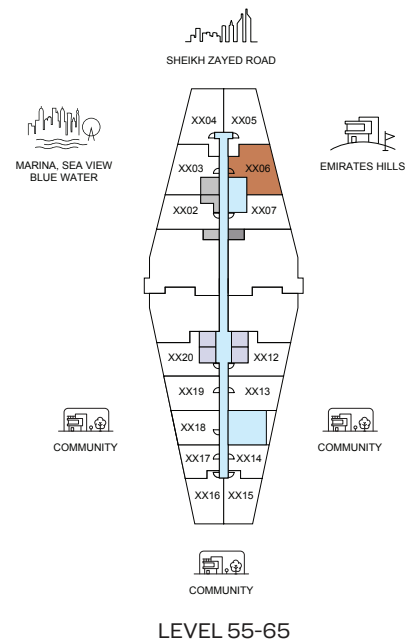 SHEIKH ZAYED ROAD
XX04 XX05
MARINA, SEA VIEW
BLUE WATER
EMIRATES HILLS
XX03 XX06
XX02 XX07
XX20 XX12
XX19 XX13
XX18
XX17 XX14
XX16 XX15
COMMUNITY
COMMUNITY
COMMUNITY
LEVEL 55-65